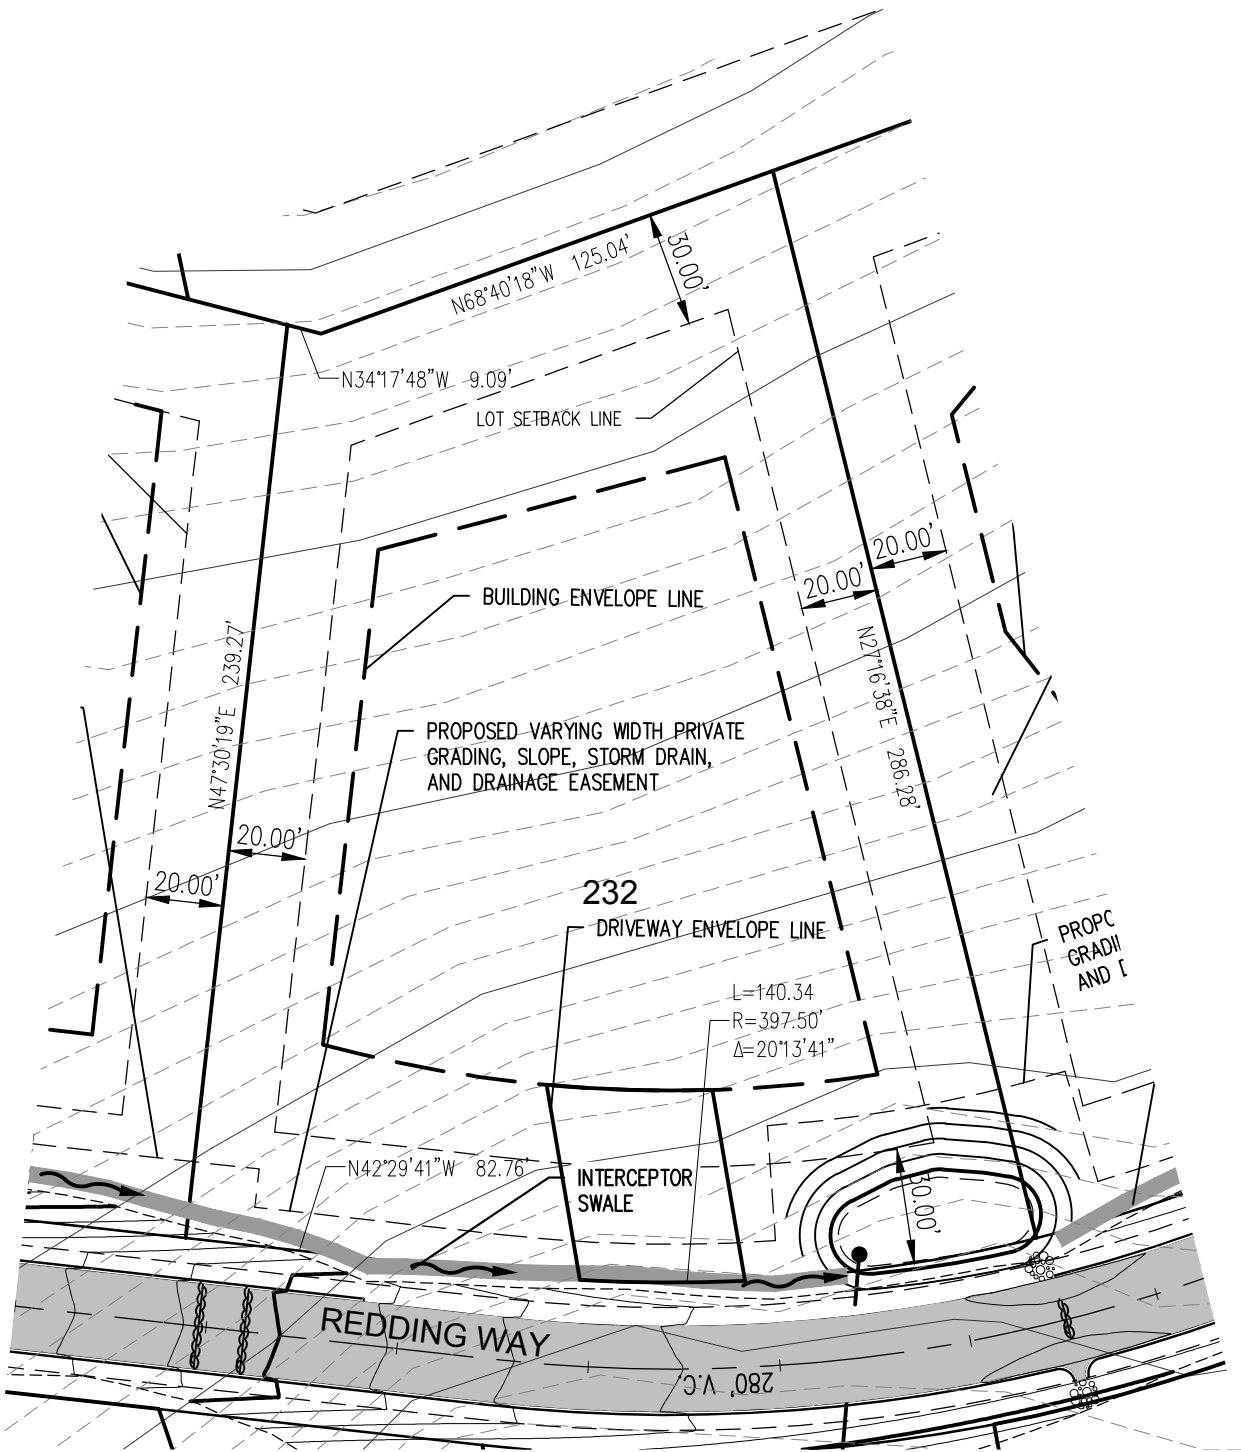 N68°40'18"W 125.04'
30.00'
N34°17'48"W 9.09'
LOT SETBACK LINE
20.00'
20.00'
BUILDING ENVELOPE LINE
N47°30'19"E 239.27'
N27°16'38"E 286.28'
PROPOSED VARYING WIDTH PRIVATE
GRADING, SLOPE, STORM DRAIN,
AND DRAINAGE EASEMENT
20.00'
20.00'
232
DRIVEWAY ENVELOPE LINE
PROPO
GRADI
AND
L=140.34
R=397.50'
Δ=20°13'41"
N42°29'41"W 82.76'
INTERCEPTOR
SWALE
30.00'
REDDING WAY
280' V.C.